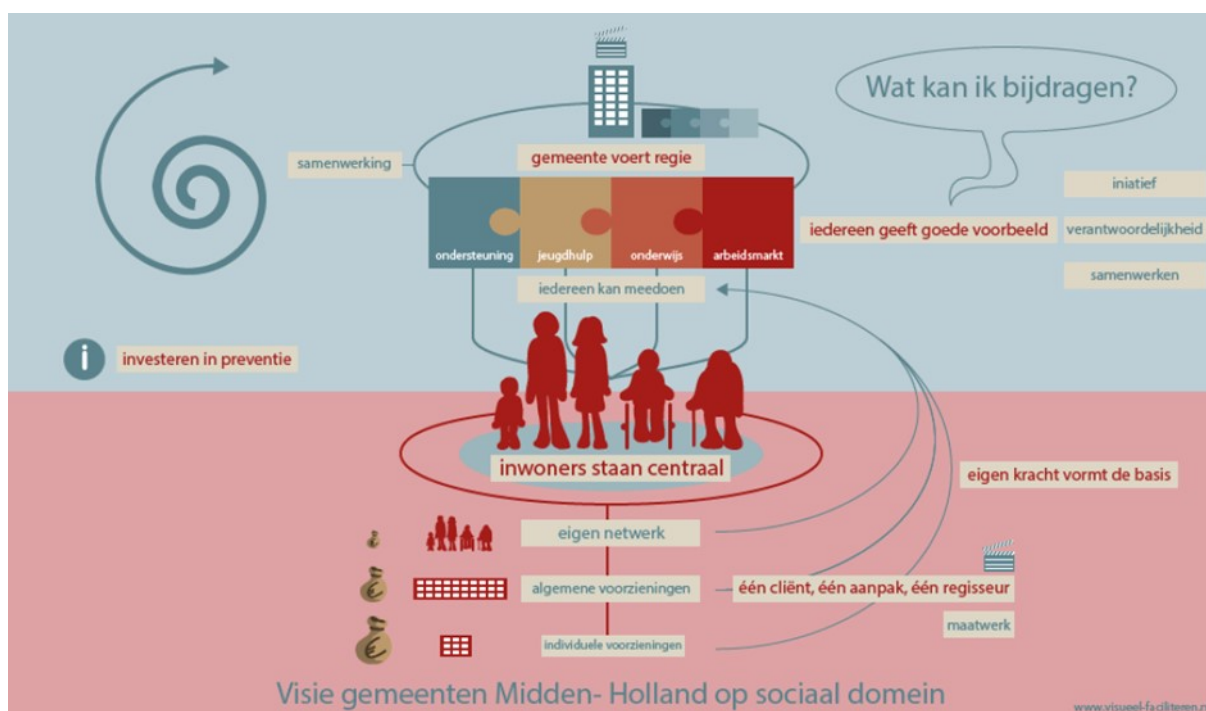 Wat kan ik bijdragen?
samenwerking
gemeente voert regie
iniatief
iedereen geeft goede voorbeeld
verantwoordelijkheid
samenwerken
ondersteuning
jeugdhulp
onderwijs
arbeidsmarkt
iedereen kan meedoen
i
investeren in preventie
inwoners staan centraal
eigen kracht vormt de basis
eigen netwerk
€
algemene voorzieningen
één cliënt, één aanpak, één regisseur
maatwerk
€
individuele voorzieningen
Visie gemeenten Midden- Holland op sociaal domein